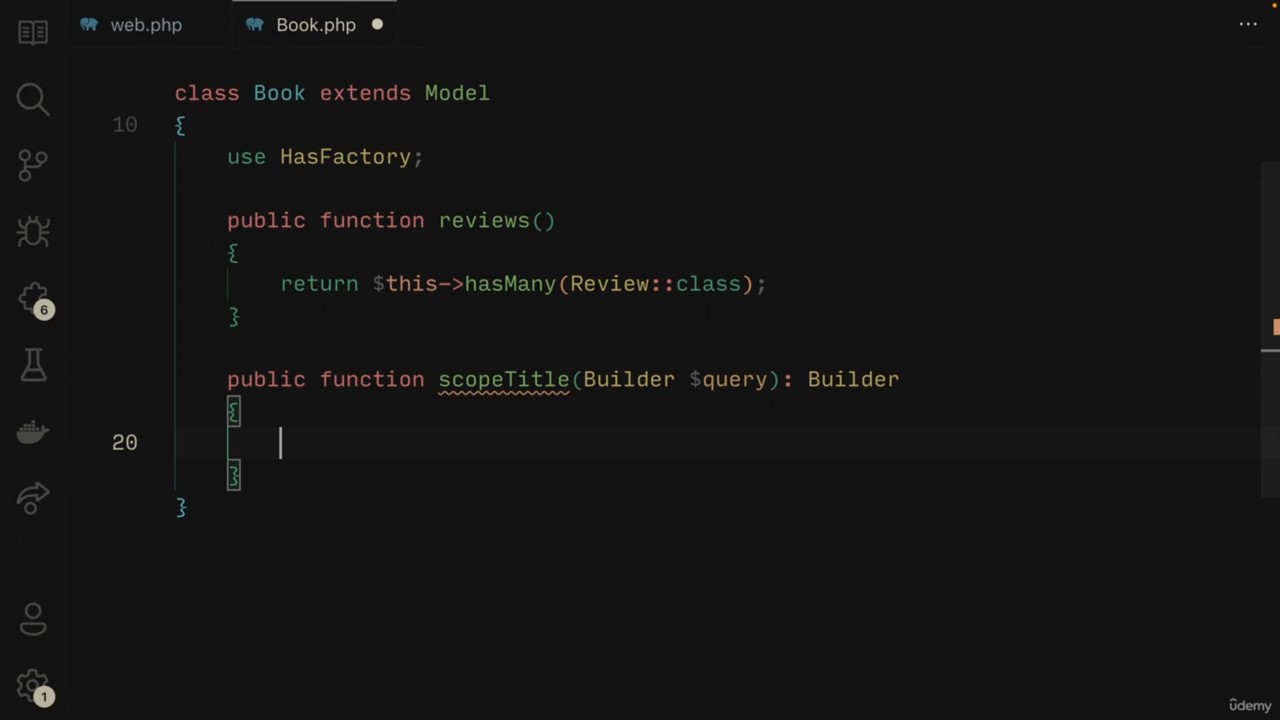 web.php
Book.php
class Book extends Model
10 {
use HasFactory;
public function reviews()
{
return $this->hasMany(Review::class);
}
public function scopeTitle(Builder $query): Builder
{
20
}
}
6
1
ûdemy